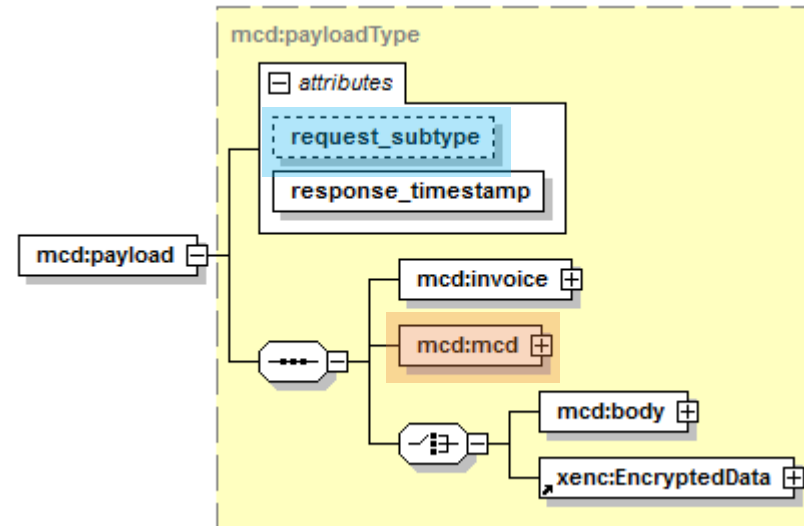 mcd:payloadType
attributes
request_subtype
response_timestamp
mcd:payload
mcd:invoice
mcd:mcd
mcd:body
xenc:EncryptedData